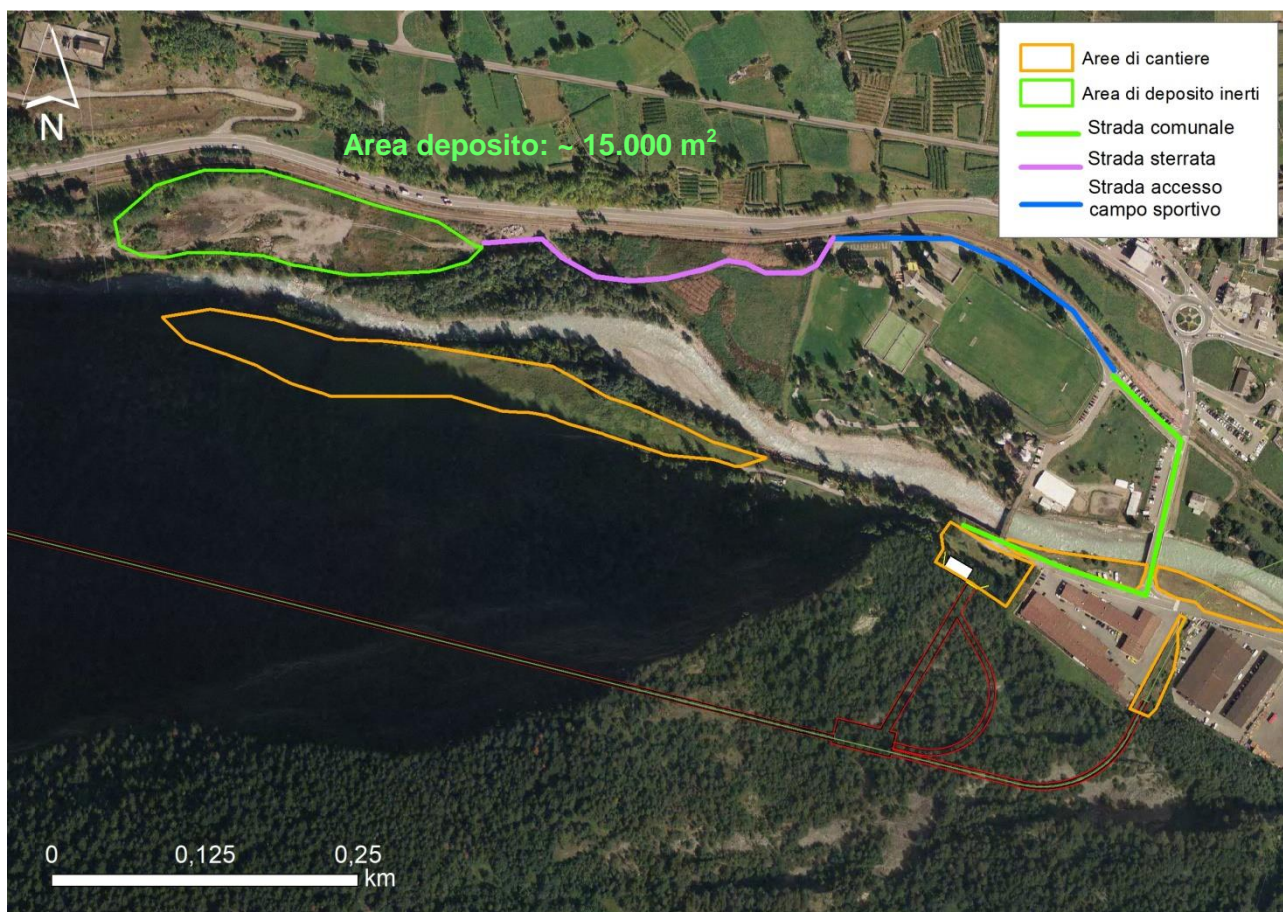 Aree di cantiere
Area di deposito inerti
Strada comunale
Strada sterrata
Strada accesso
campo sportivo
N
Area deposito: ~ 15.000 m²
0 0,125 0,25
km